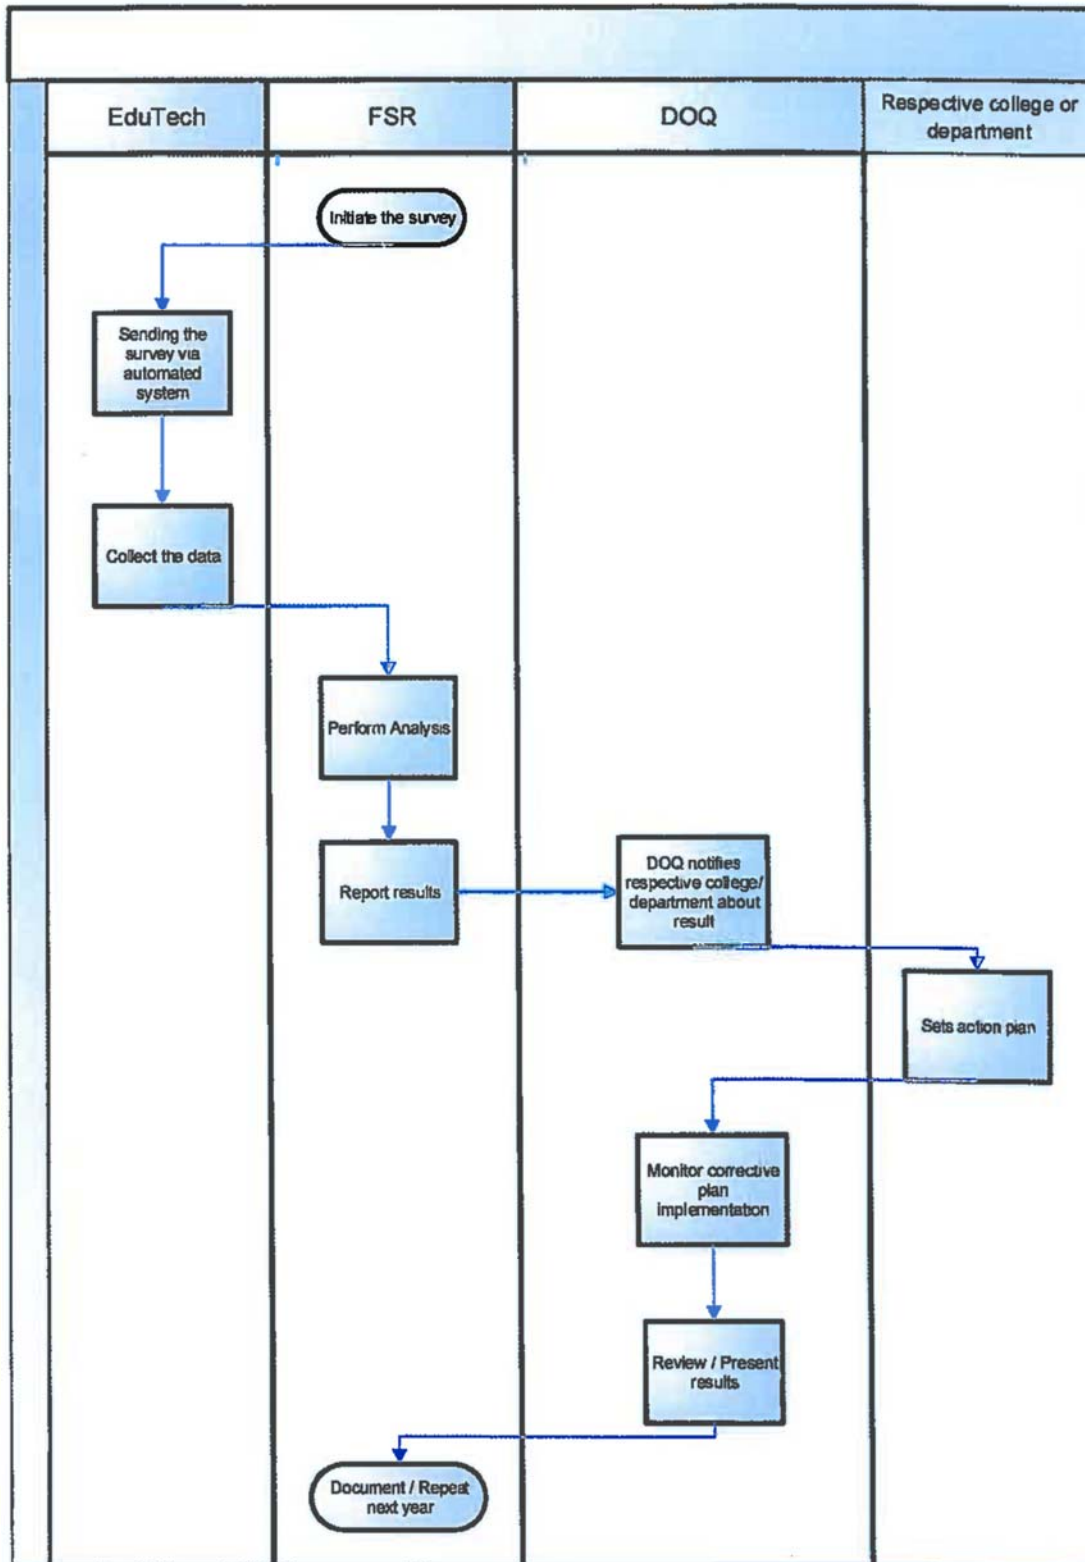 EduTech
FSR
DOQ
Respective college or
department
Initiate the survey
Sending the
survey via
automated
system
Collect the data
Perform Analysis
Report results
DOQ notifies
respective college/
department about
result
Sets action plan
Monitor corrective
plan
implementation
Review / Present
results
Document / Repeat
next year